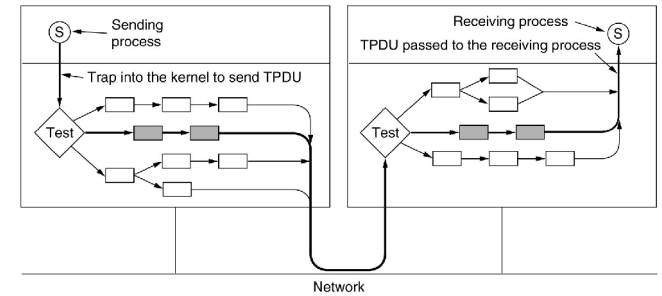 S
Sending
process
Trap into the kernel to send TPDU
Test
Receiving process
S
TPDU passed to the receiving process
Test
Network